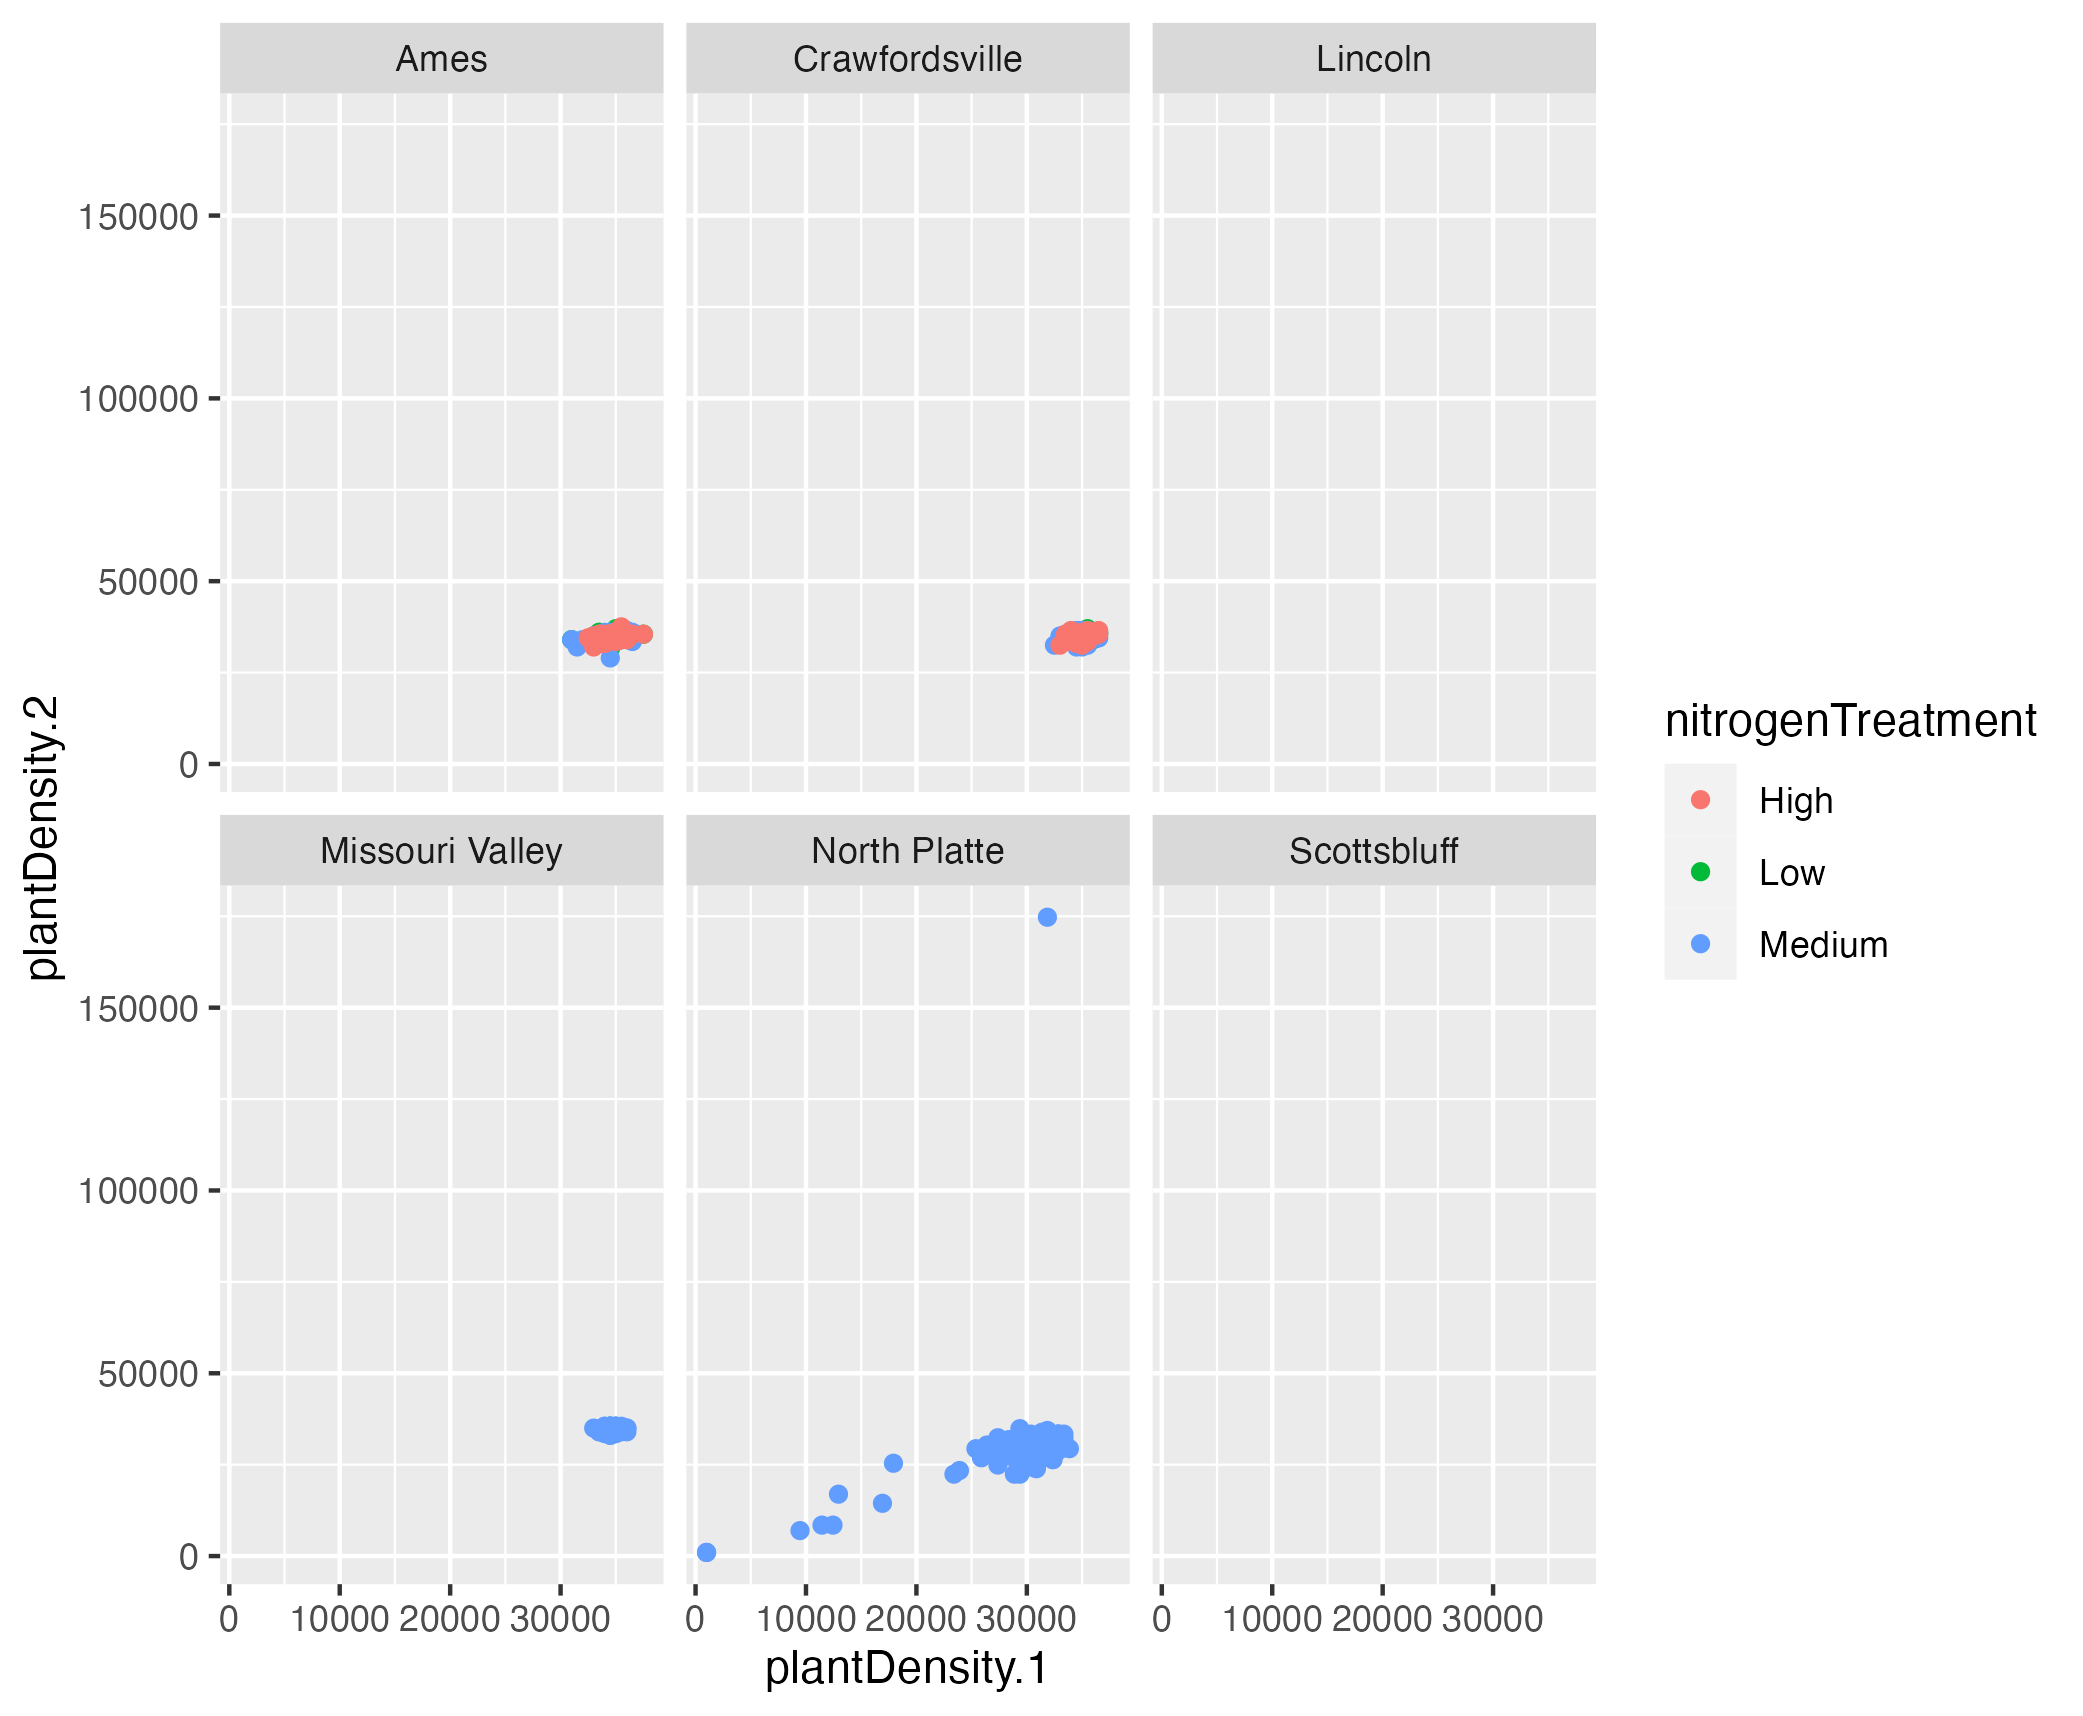 Ames Crawfordsville Lincoln
150000
100000
50000
0
Missouri Valley North Platte Scottsbluff
150000
100000
50000
0
0 10000 20000 30000 0 10000 20000 30000 0 10000 20000 30000
plantDensity.1
plantDensity.2
nitrogenTreatment
High
Low
Medium